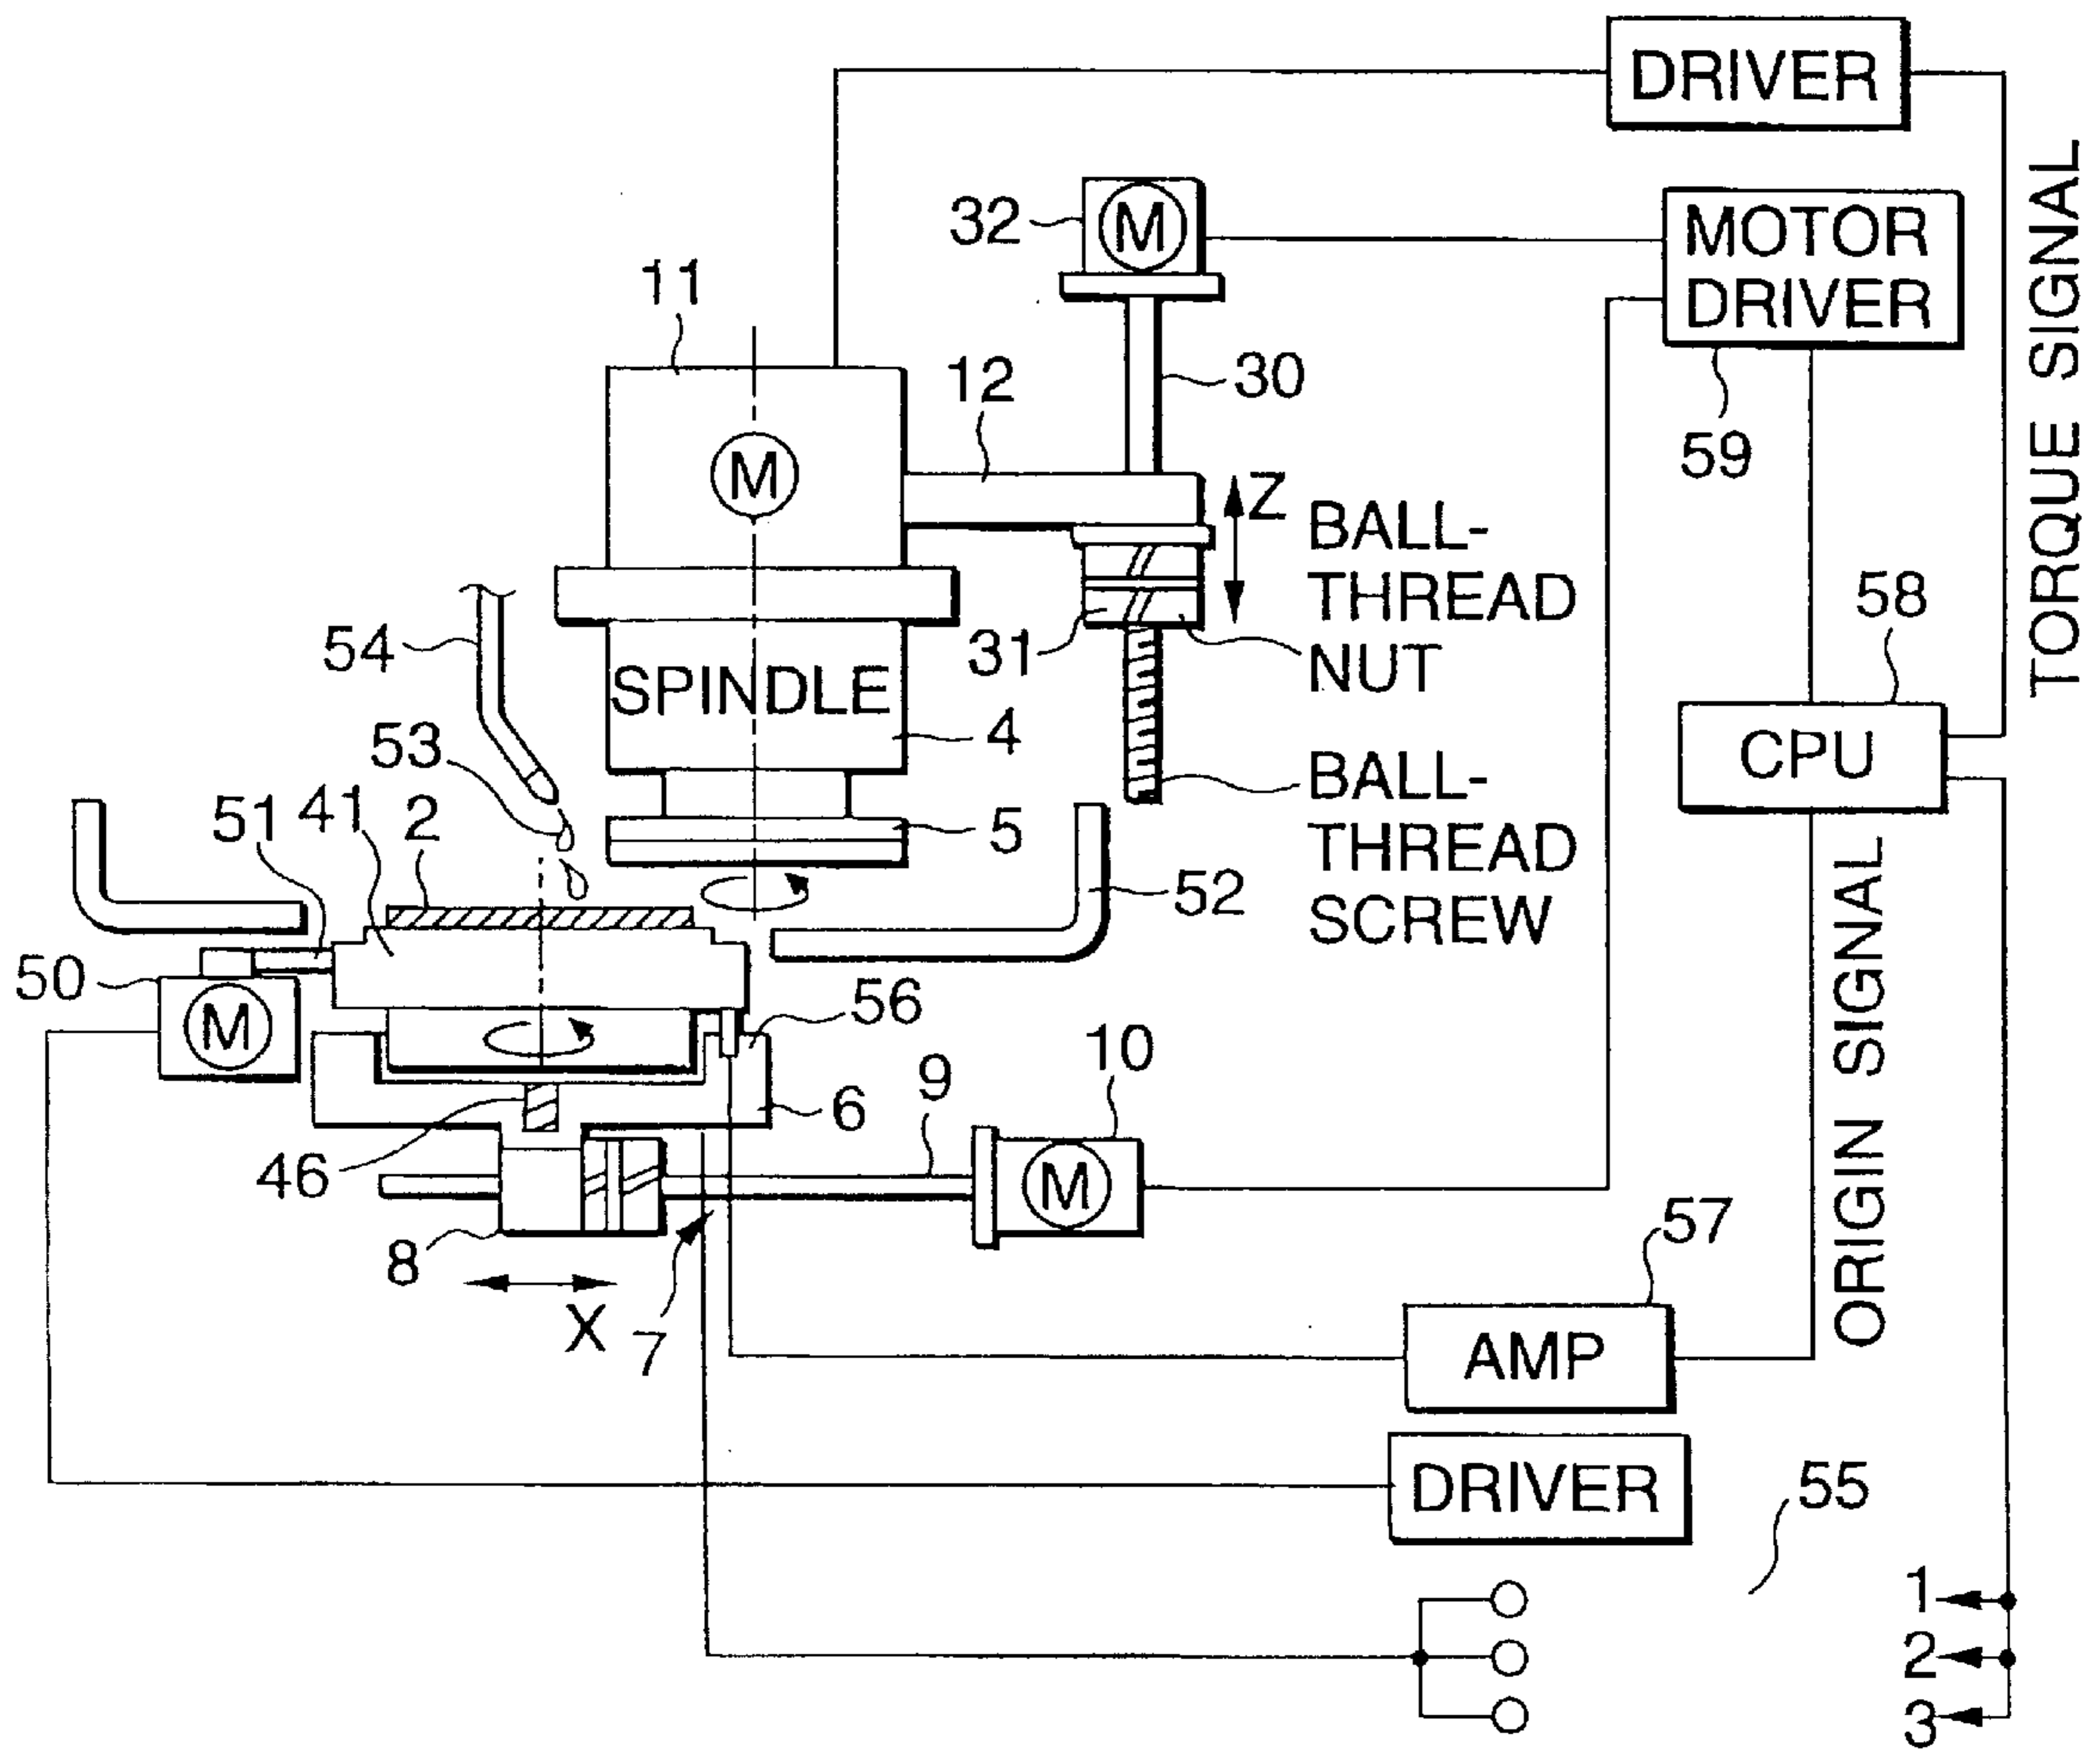 DRIVER
32
M
MOTOR
DRIVER
TORQUE SIGNAL
11
12
30
59
M
Z
BALL-
THREAD
NUT
58
54
31
SPINDLE
4
CPU
53
BALL-
THREAD
SCREW
51
41
2
5
52
50
M
56
10
9
6
ORIGIN SIGNAL
46
M
8
57
X
7
AMP
DRIVER
55
1
2
3